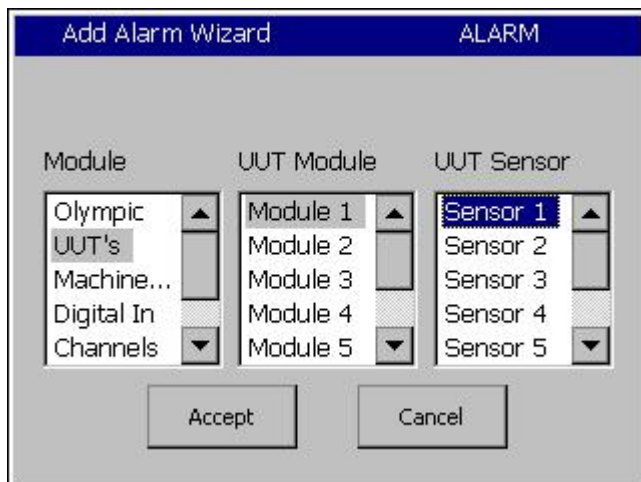 Add Alarm Wizard ALARM
Module UUT Module UUT Sensor
Olympic Module 1 Sensor 1
UUT's Module 2 Sensor 2
Machine... Module 3 Sensor 3
Digital In Module 4 Sensor 4
Channels Module 5 Sensor 5
Accept Cancel